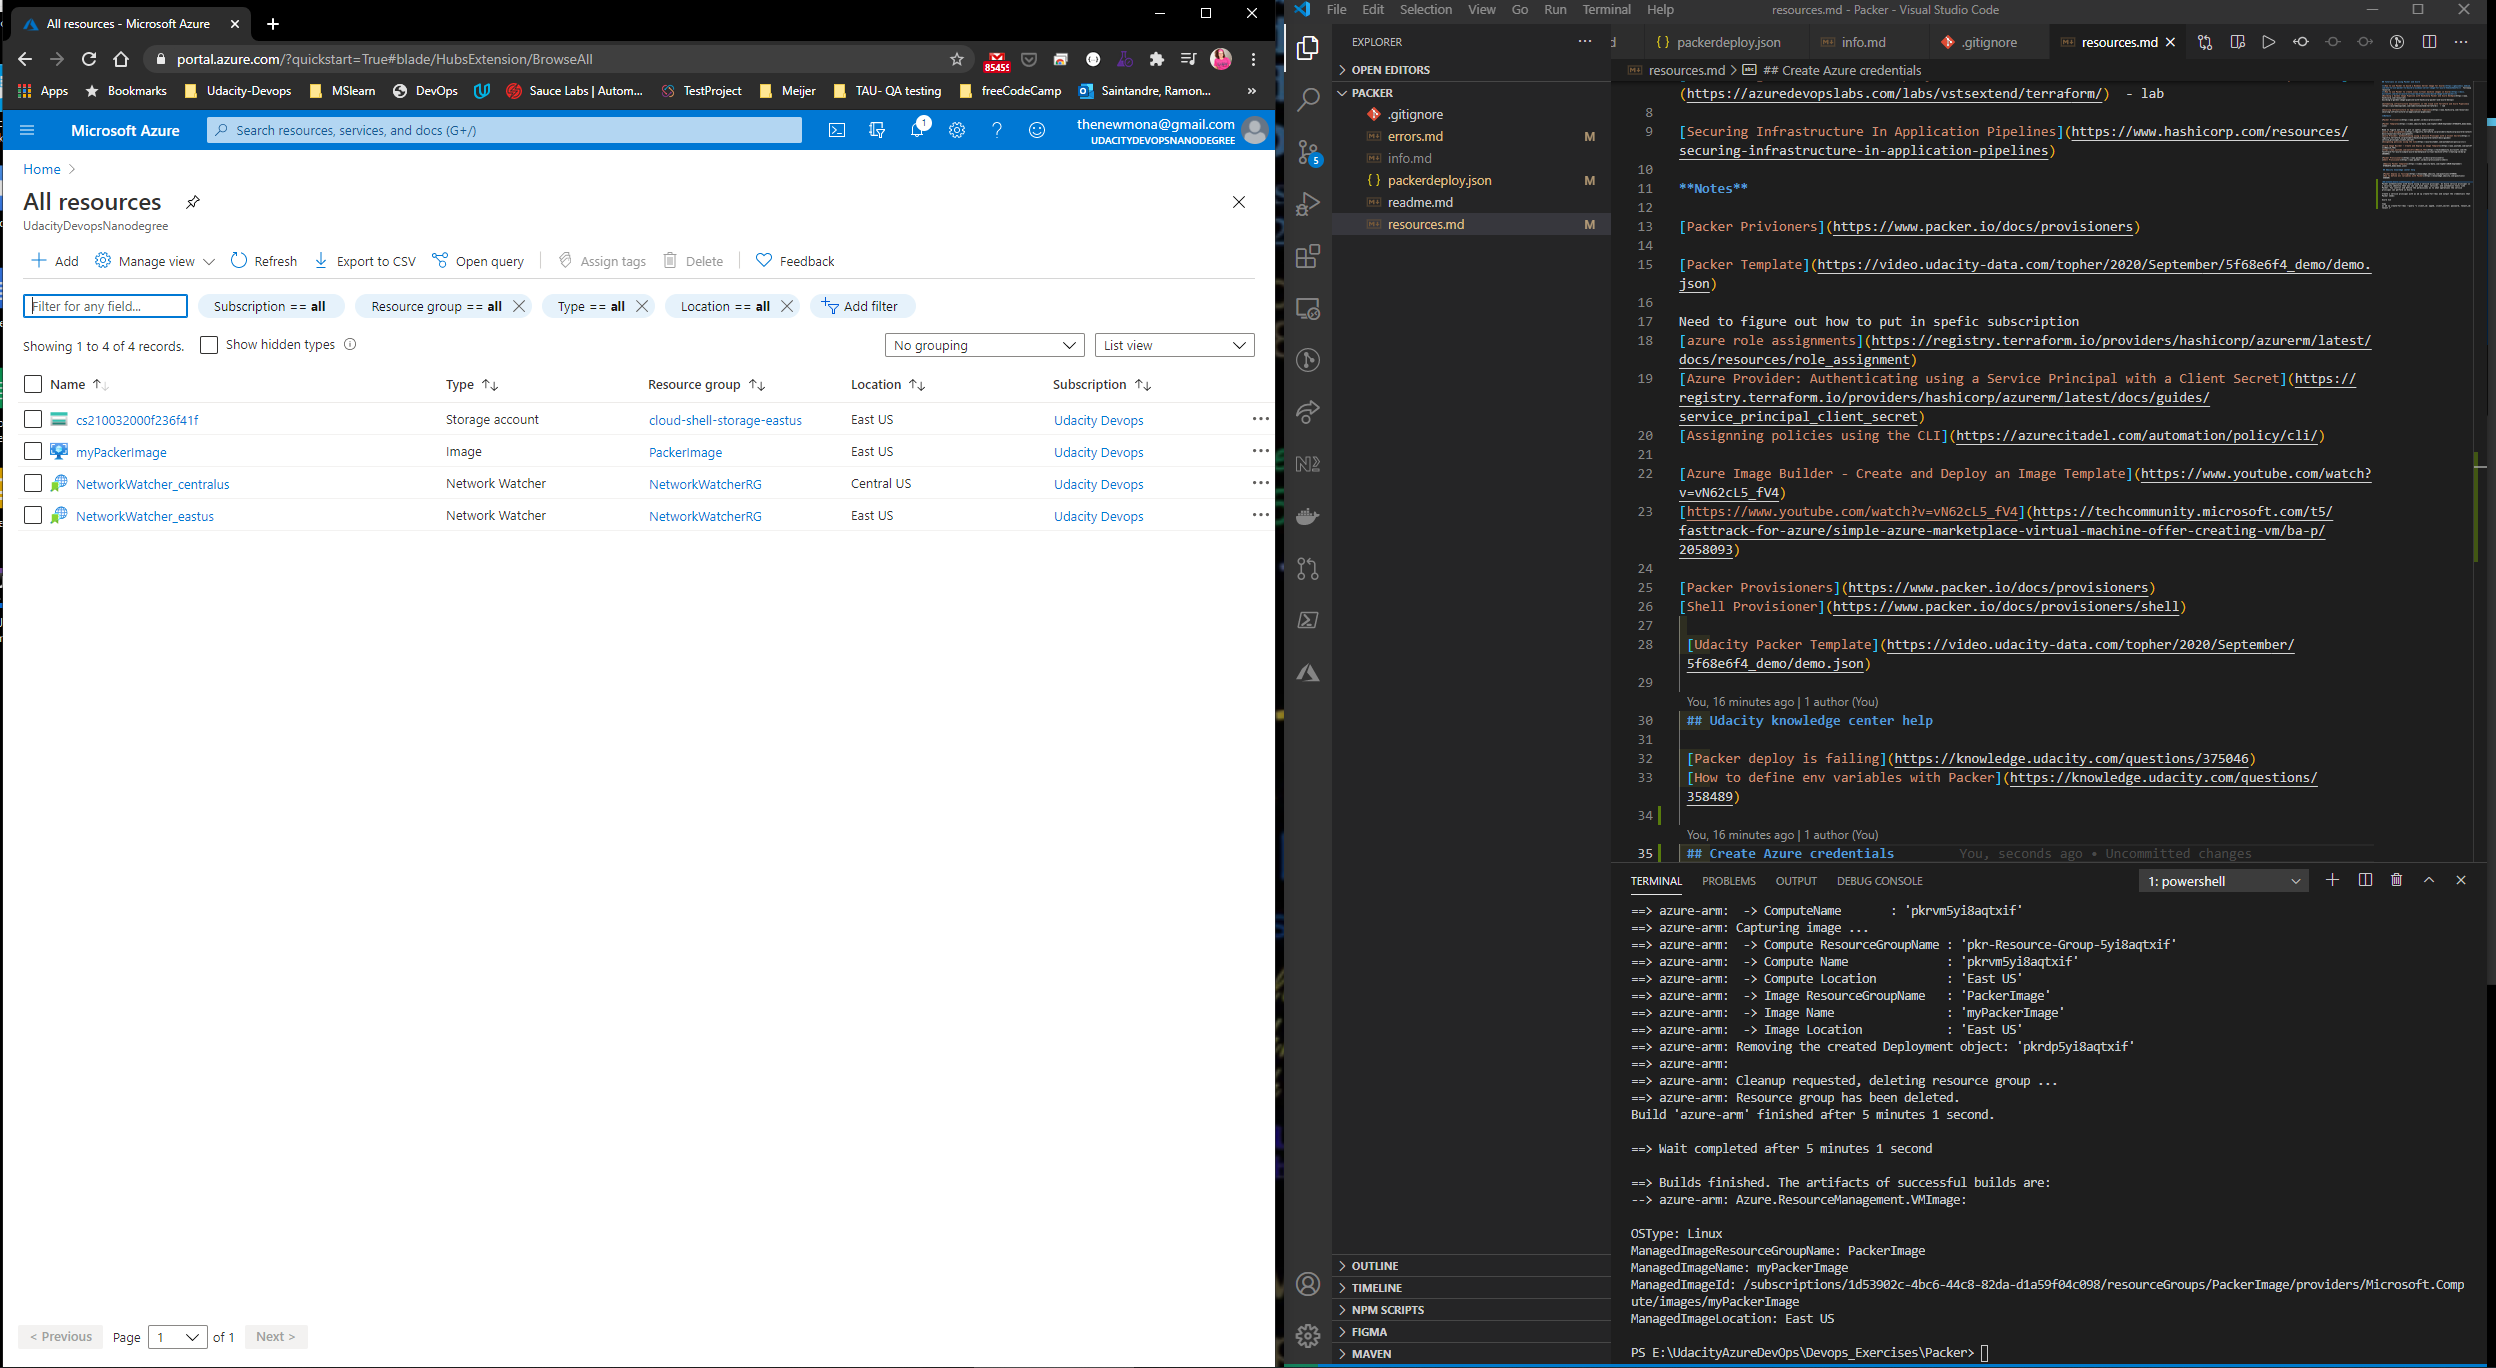 All resources - Microsoft Azure
portal.azure.com/?quickstart=True#blade/HubsExtension/BrowseAll
Apps Bookmarks Udacity-Devops MSlearn DevOps Sauce Labs | Autom... TestProject Meijer TAU- QA testing freeCodeCamp Saintandre, Ramon... »
Microsoft Azure
Search resources, services, and docs (G+/)
1
thenewmona@gmail.com
UDACITYDEVOPSNANODEGREE
Home >
All resources
UdacityDevopsNanodegree
Add Manage view Refresh Export to CSV Open query Assign tags Delete Feedback
Filter for any field... Subscription == all Resource group == all Type == all Location == all Add filter
Showing 1 to 4 of 4 records. Show hidden types No grouping List view
Name Type Resource group Location Subscription
cs210032000f236f41f Storage account cloud-shell-storage-eastus East US Udacity Devops
myPackerImage Image PackerImage East US Udacity Devops
NetworkWatcher_centralus Network Watcher NetworkWatcherRG Central US Udacity Devops
NetworkWatcher_eastus Network Watcher NetworkWatcherRG East US Udacity Devops
< Previous Page 1 of 1 Next >
File Edit Selection View Go Run Terminal Help resources.md - Packer - Visual Studio Code
EXPLORER
OPEN EDITORS
PACKER
.gitignore
errors.md M
info.md
{} packerdeploy.json M
readme.md
resources.md M
OUTLINE
TIMELINE
NPM SCRIPTS
FIGMA
MAVEN
5
d {} packerdeploy.json info.md .gitignore resources.md
resources.md > ## Create Azure credentials
(https://azuredevopslabs.com/labs/vstsextend/terraform/) - lab
8
9 [Securing Infrastructure In Application Pipelines](https://www.hashicorp.com/resources/
securing-infrastructure-in-application-pipelines)
10
11 **Notes**
12
13 [Packer Privioners](https://www.packer.io/docs/provisioners)
14
15 [Packer Template](https://video.udacity-data.com/topher/2020/September/5f68e6f4_demo/demo.
json)
16
17 Need to figure out how to put in spefic subscription
18 [azure role assignments](https://registry.terraform.io/providers/hashicorp/azurerm/latest/
docs/resources/role_assignment)
19 [Azure Provider: Authenticating using a Service Principal with a Client Secret](https://
registry.terraform.io/providers/hashicorp/azurerm/latest/docs/guides/
service_principal_client_secret)
20 [Assignning policies using the CLI](https://azurecitadel.com/automation/policy/cli/)
21
22 [Azure Image Builder - Create and Deploy an Image Template](https://www.youtube.com/watch?
v=vN62cL5_fV4)
23 [https://www.youtube.com/watch?v=vN62cL5_fV4](https://techcommunity.microsoft.com/t5/
fasttrack-for-azure/simple-azure-marketplace-virtual-machine-offer-creating-vm/ba-p/
2058093)
24
25 [Packer Provisioners](https://www.packer.io/docs/provisioners)
26 [Shell Provisioner](https://www.packer.io/docs/provisioners/shell)
27
28 [Udacity Packer Template](https://video.udacity-data.com/topher/2020/September/
5f68e6f4_demo/demo.json)
29
You, 16 minutes ago | 1 author (You)
30 ## Udacity knowledge center help
31
32 [Packer deploy is failing](https://knowledge.udacity.com/questions/375046)
33 [How to define env variables with Packer](https://knowledge.udacity.com/questions/
358489)
34
You, 16 minutes ago | 1 author (You)
35 ## Create Azure credentials You, seconds ago • Uncommitted changes
TERMINAL PROBLEMS OUTPUT DEBUG CONSOLE 1: powershell
==> azure-arm: -> ComputeName : 'pkrvm5yi8aqtxif'
==> azure-arm: Capturing image ...
==> azure-arm: -> Compute ResourceGroupName : 'pkr-Resource-Group-5yi8aqtxif'
==> azure-arm: -> Compute Name : 'pkrvm5yi8aqtxif'
==> azure-arm: -> Compute Location : 'East US'
==> azure-arm: -> Image ResourceGroupName : 'PackerImage'
==> azure-arm: -> Image Name : 'myPackerImage'
==> azure-arm: -> Image Location : 'East US'
==> azure-arm: Removing the created Deployment object: 'pkrdp5yi8aqtxif'
==> azure-arm:
==> azure-arm: Cleanup requested, deleting resource group ...
==> azure-arm: Resource group has been deleted.
Build 'azure-arm' finished after 5 minutes 1 second.
==> Wait completed after 5 minutes 1 second
==> Builds finished. The artifacts of successful builds are:
--> azure-arm: Azure.ResourceManagement.VMImage:
OSType: Linux
ManagedImageResourceGroupName: PackerImage
ManagedImageName: myPackerImage
ManagedImageId: /subscriptions/1d53902c-4bc6-44c8-82da-d1a59f04c098/resourceGroups/PackerImage/providers/Microsoft.Comp
ute/images/myPackerImage
ManagedImageLocation: East US
PS E:\UdacityAzureDevOps\Devops_Exercises\Packer>